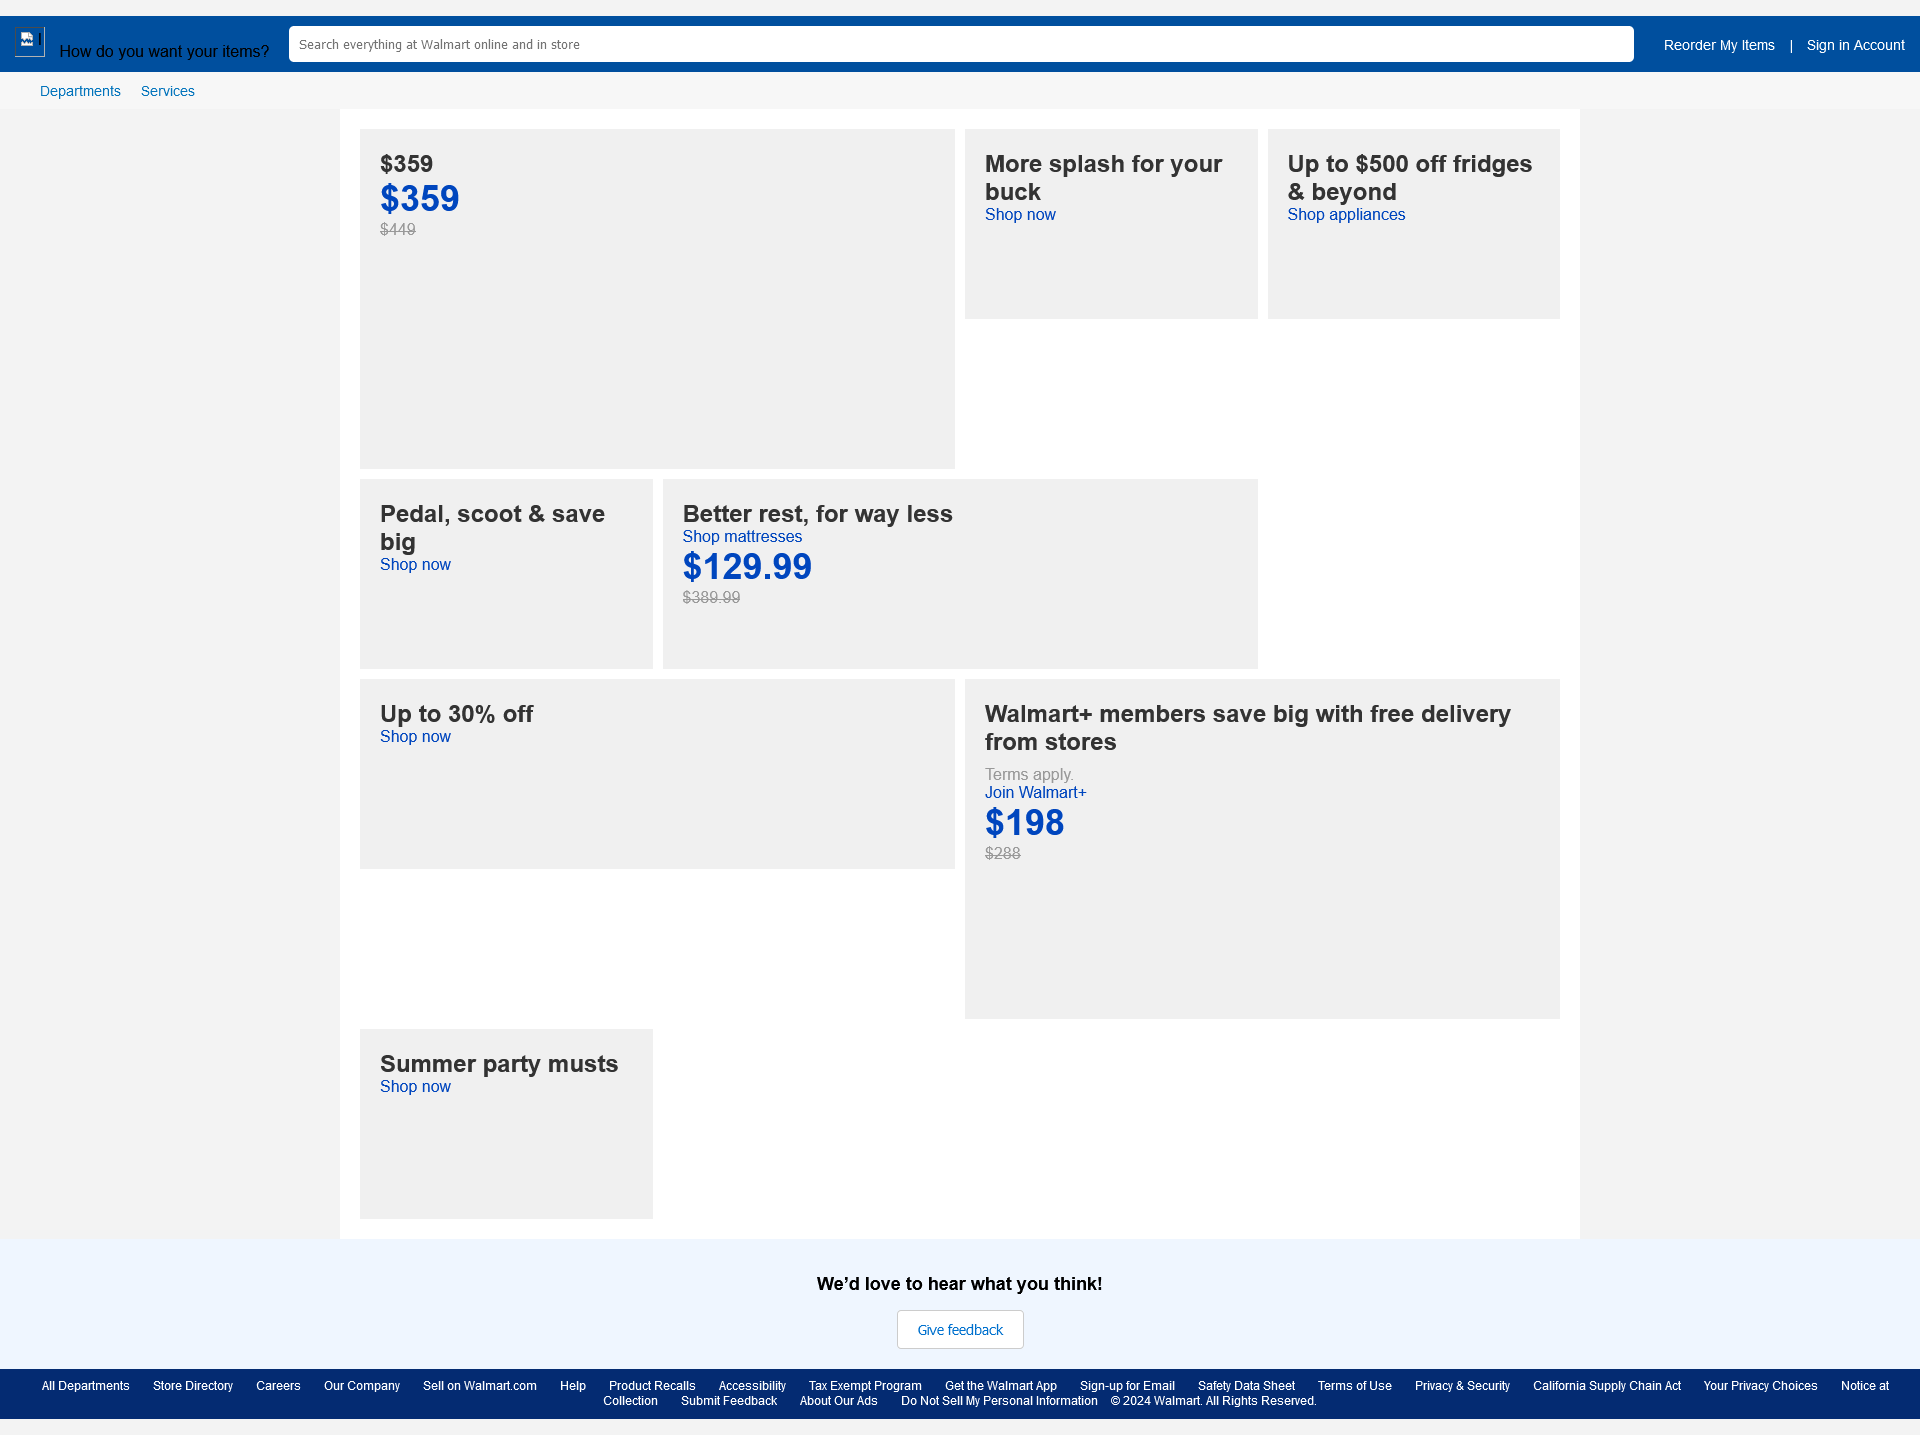 How do you want your items?
Search everything at Walmart online and in store
Reorder My Items | Sign in Account
Departments Services
$359
$359
$449
More splash for your
buck
Shop now
Up to $500 off fridges
& beyond
Shop appliances
Pedal, scoot & save
big
Shop now
Better rest, for way less
Shop mattresses
$129.99
$389.99
Up to 30% off
Shop now
Walmart+ members save big with free delivery
from stores
Terms apply.
Join Walmart+
$198
$288
Summer party musts
Shop now
We’d love to hear what you think!
Give feedback
All Departments Store Directory Careers Our Company Sell on Walmart.com Help Product Recalls Accessibility Tax Exempt Program Get the Walmart App Sign-up for Email Safety Data Sheet Terms of Use Privacy & Security California Supply Chain Act Your Privacy Choices Notice at
Collection Submit Feedback About Our Ads Do Not Sell My Personal Information © 2024 Walmart. All Rights Reserved.